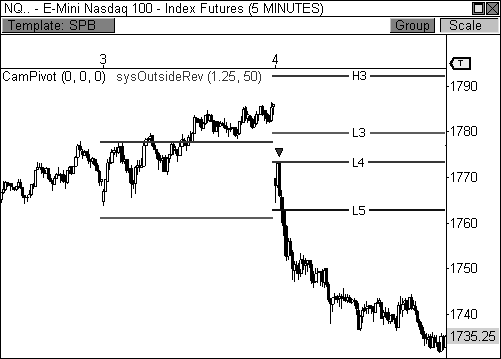 NQ.. - E-Mini Nasdaq 100 - Index Futures (5 MINUTES)
Template: SPB
Group
Scale
3
4
T
CamPivot (0, 0, 0) sysOutsideRev (1.25, 50)
H3
1790
L3
1780
L4
1770
L5
1760
1750
1740
1735.25